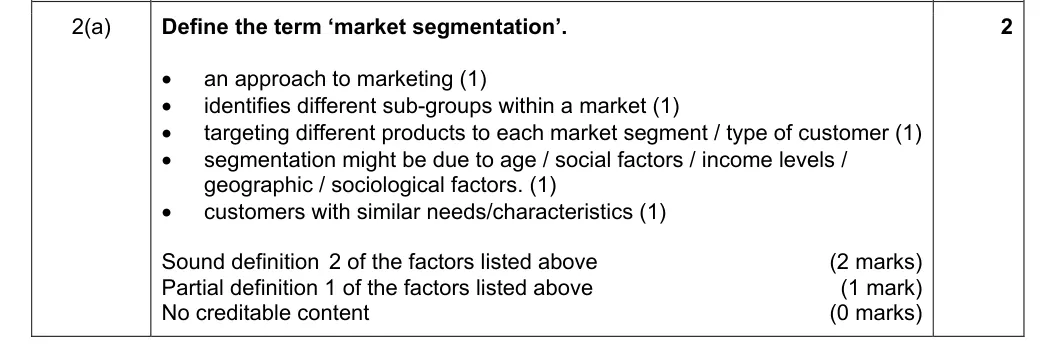 2(a) Define the term ‘market segmentation’. 2
• an approach to marketing (1)
• identifies different sub-groups within a market (1)
• targeting different products to each market segment / type of customer (1)
• segmentation might be due to age / social factors / income levels /
geographic / sociological factors. (1)
• customers with similar needs/characteristics (1)
Sound definition 2 of the factors listed above (2 marks)
Partial definition 1 of the factors listed above (1 mark)
No creditable content (0 marks)